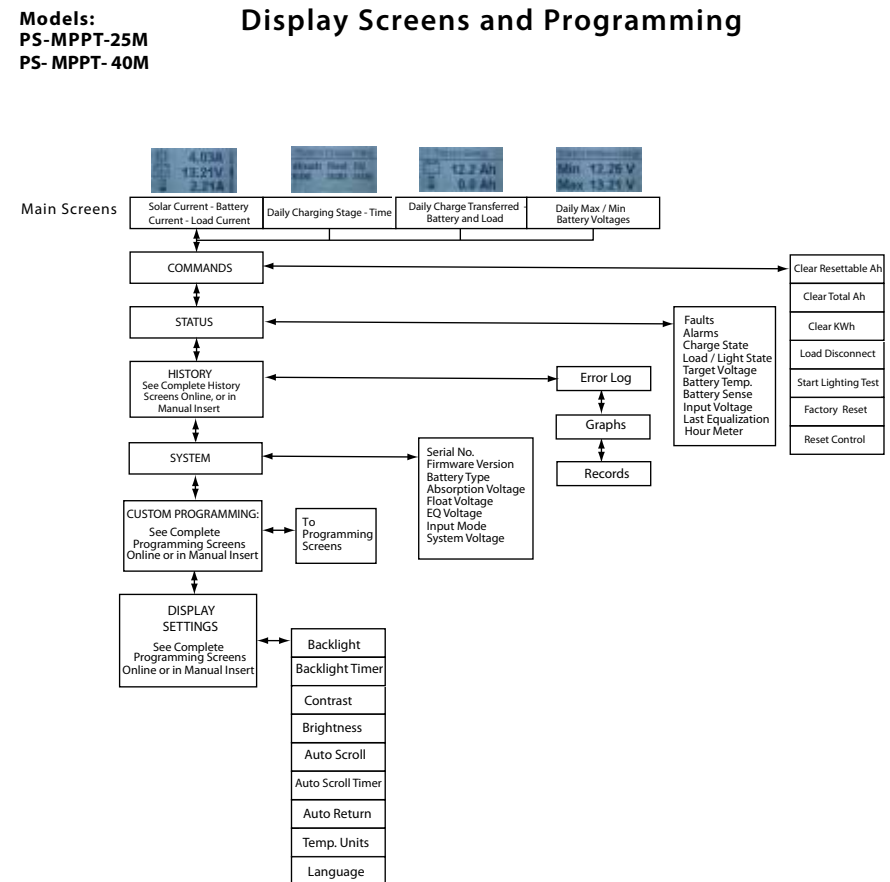 Models:
PS-MPPT-25M
PS- MPPT- 40M
Display Screens and Programming
4.03A
13.21V
2.21A
12.2 Ah
0.0 Ah
Min 12.25 V
Max 13.21 V
Main Screens
Solar Current - Battery
Current - Load Current
Daily Charging Stage - Time
Daily Charge Transferred -
Battery and Load
Daily Max / Min
Battery Voltages
COMMANDS
Clear Resettable Ah
Clear Total Ah
Clear KWh
Load Disconnect
Start Lighting Test
Factory Reset
Reset Control
STATUS
Faults
Alarms
Charge State
Load / Light State
Target Voltage
Battery Temp.
Battery Sense
Input Voltage
Last Equalization
Hour Meter
HISTORY
See Complete History
Screens Online, or in
Manual Insert
Error Log
Graphs
Records
SYSTEM
Serial No.
Firmware Version
Battery Type
Absorption Voltage
Float Voltage
EQ Voltage
Input Mode
System Voltage
CUSTOM PROGRAMMING:
See Complete
Programming Screens
Online or in Manual Insert
To
Programming
Screens
DISPLAY
SETTINGS
See Complete
Programming Screens
Online or in Manual Insert
Backlight
Backlight Timer
Contrast
Brightness
Auto Scroll
Auto Scroll Timer
Auto Return
Temp. Units
Language